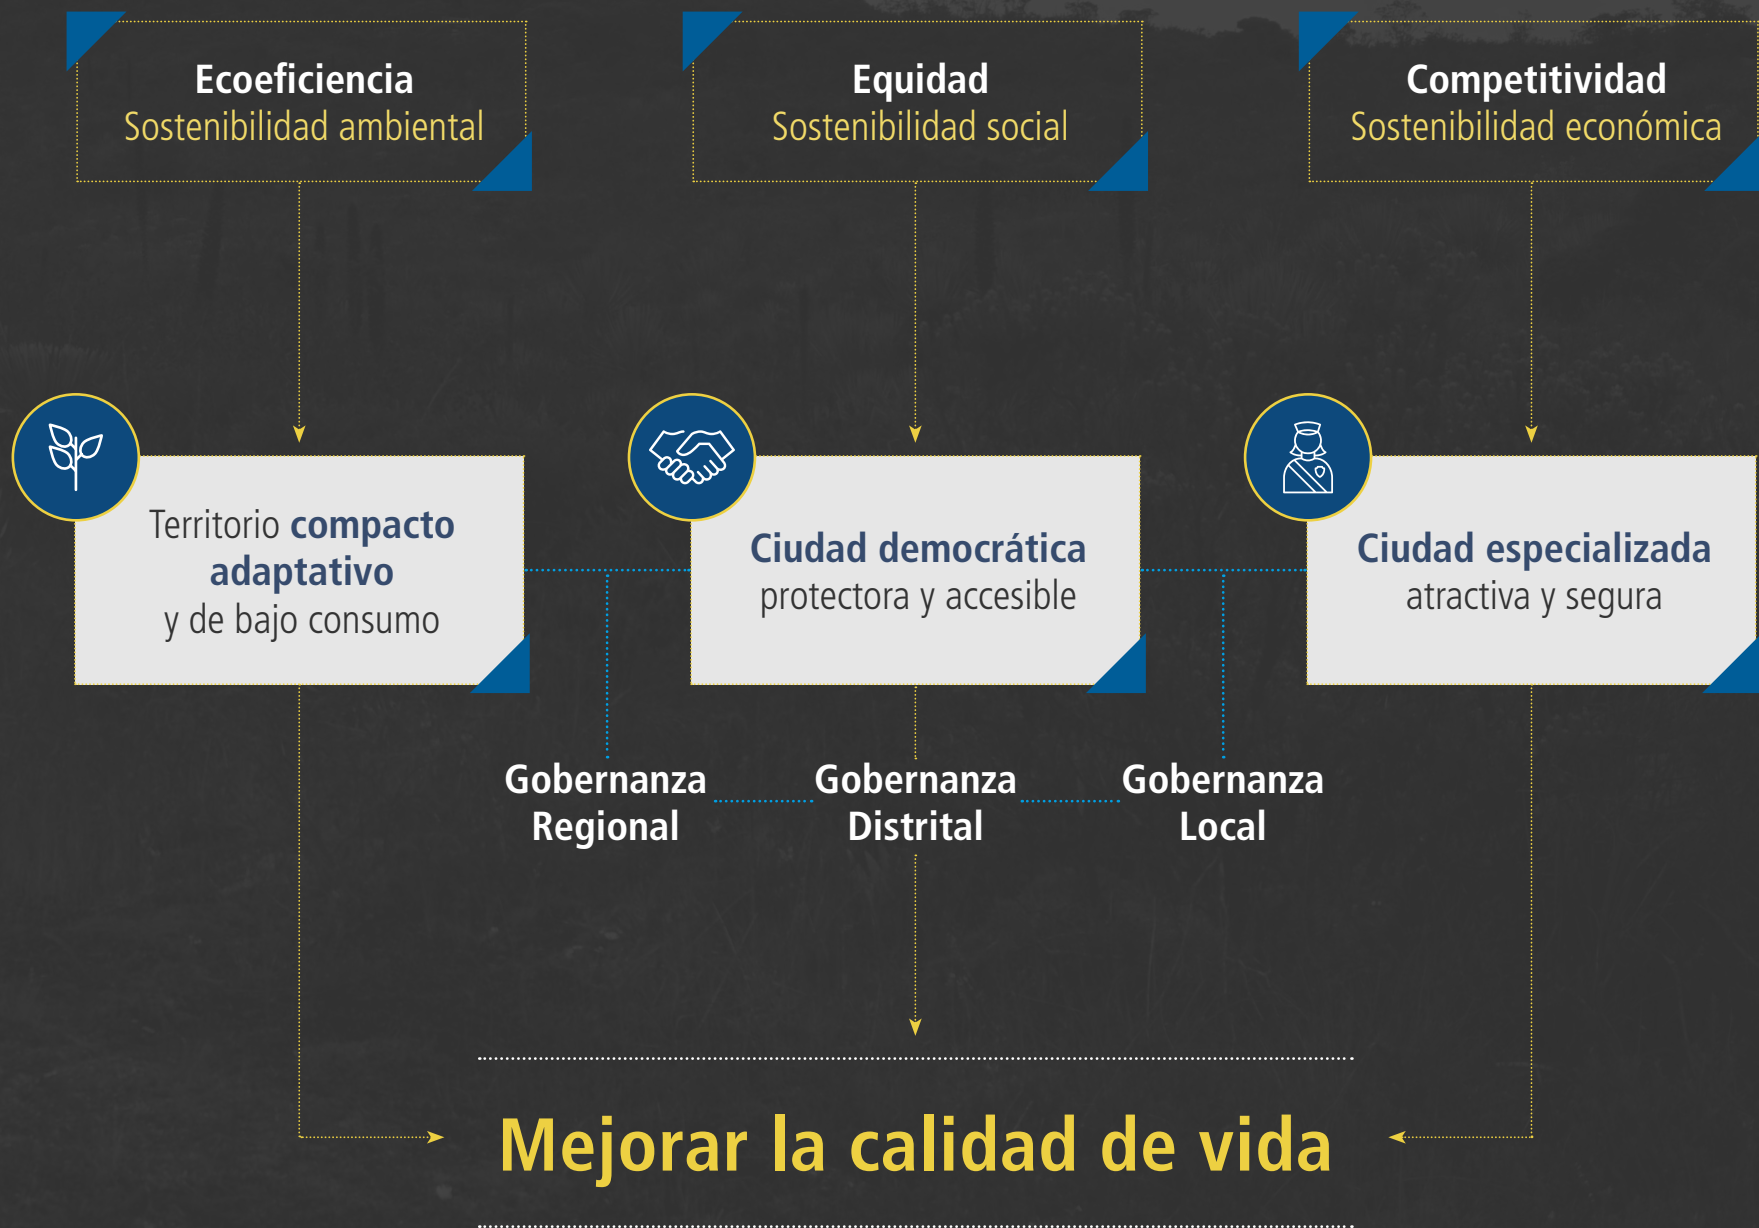 Ecoeficiencia
Sostenibilidad ambiental
Equidad
Sostenibilidad social
Competitividad
Sostenibilidad económica
Territorio compacto
adaptativo
y de bajo consumo
Ciudad democrática
protectora y accesible
Ciudad especializada
atractiva y segura
Gobernanza
Regional
Gobernanza
Distrital
Gobernanza
Local
Mejorar la calidad de vida